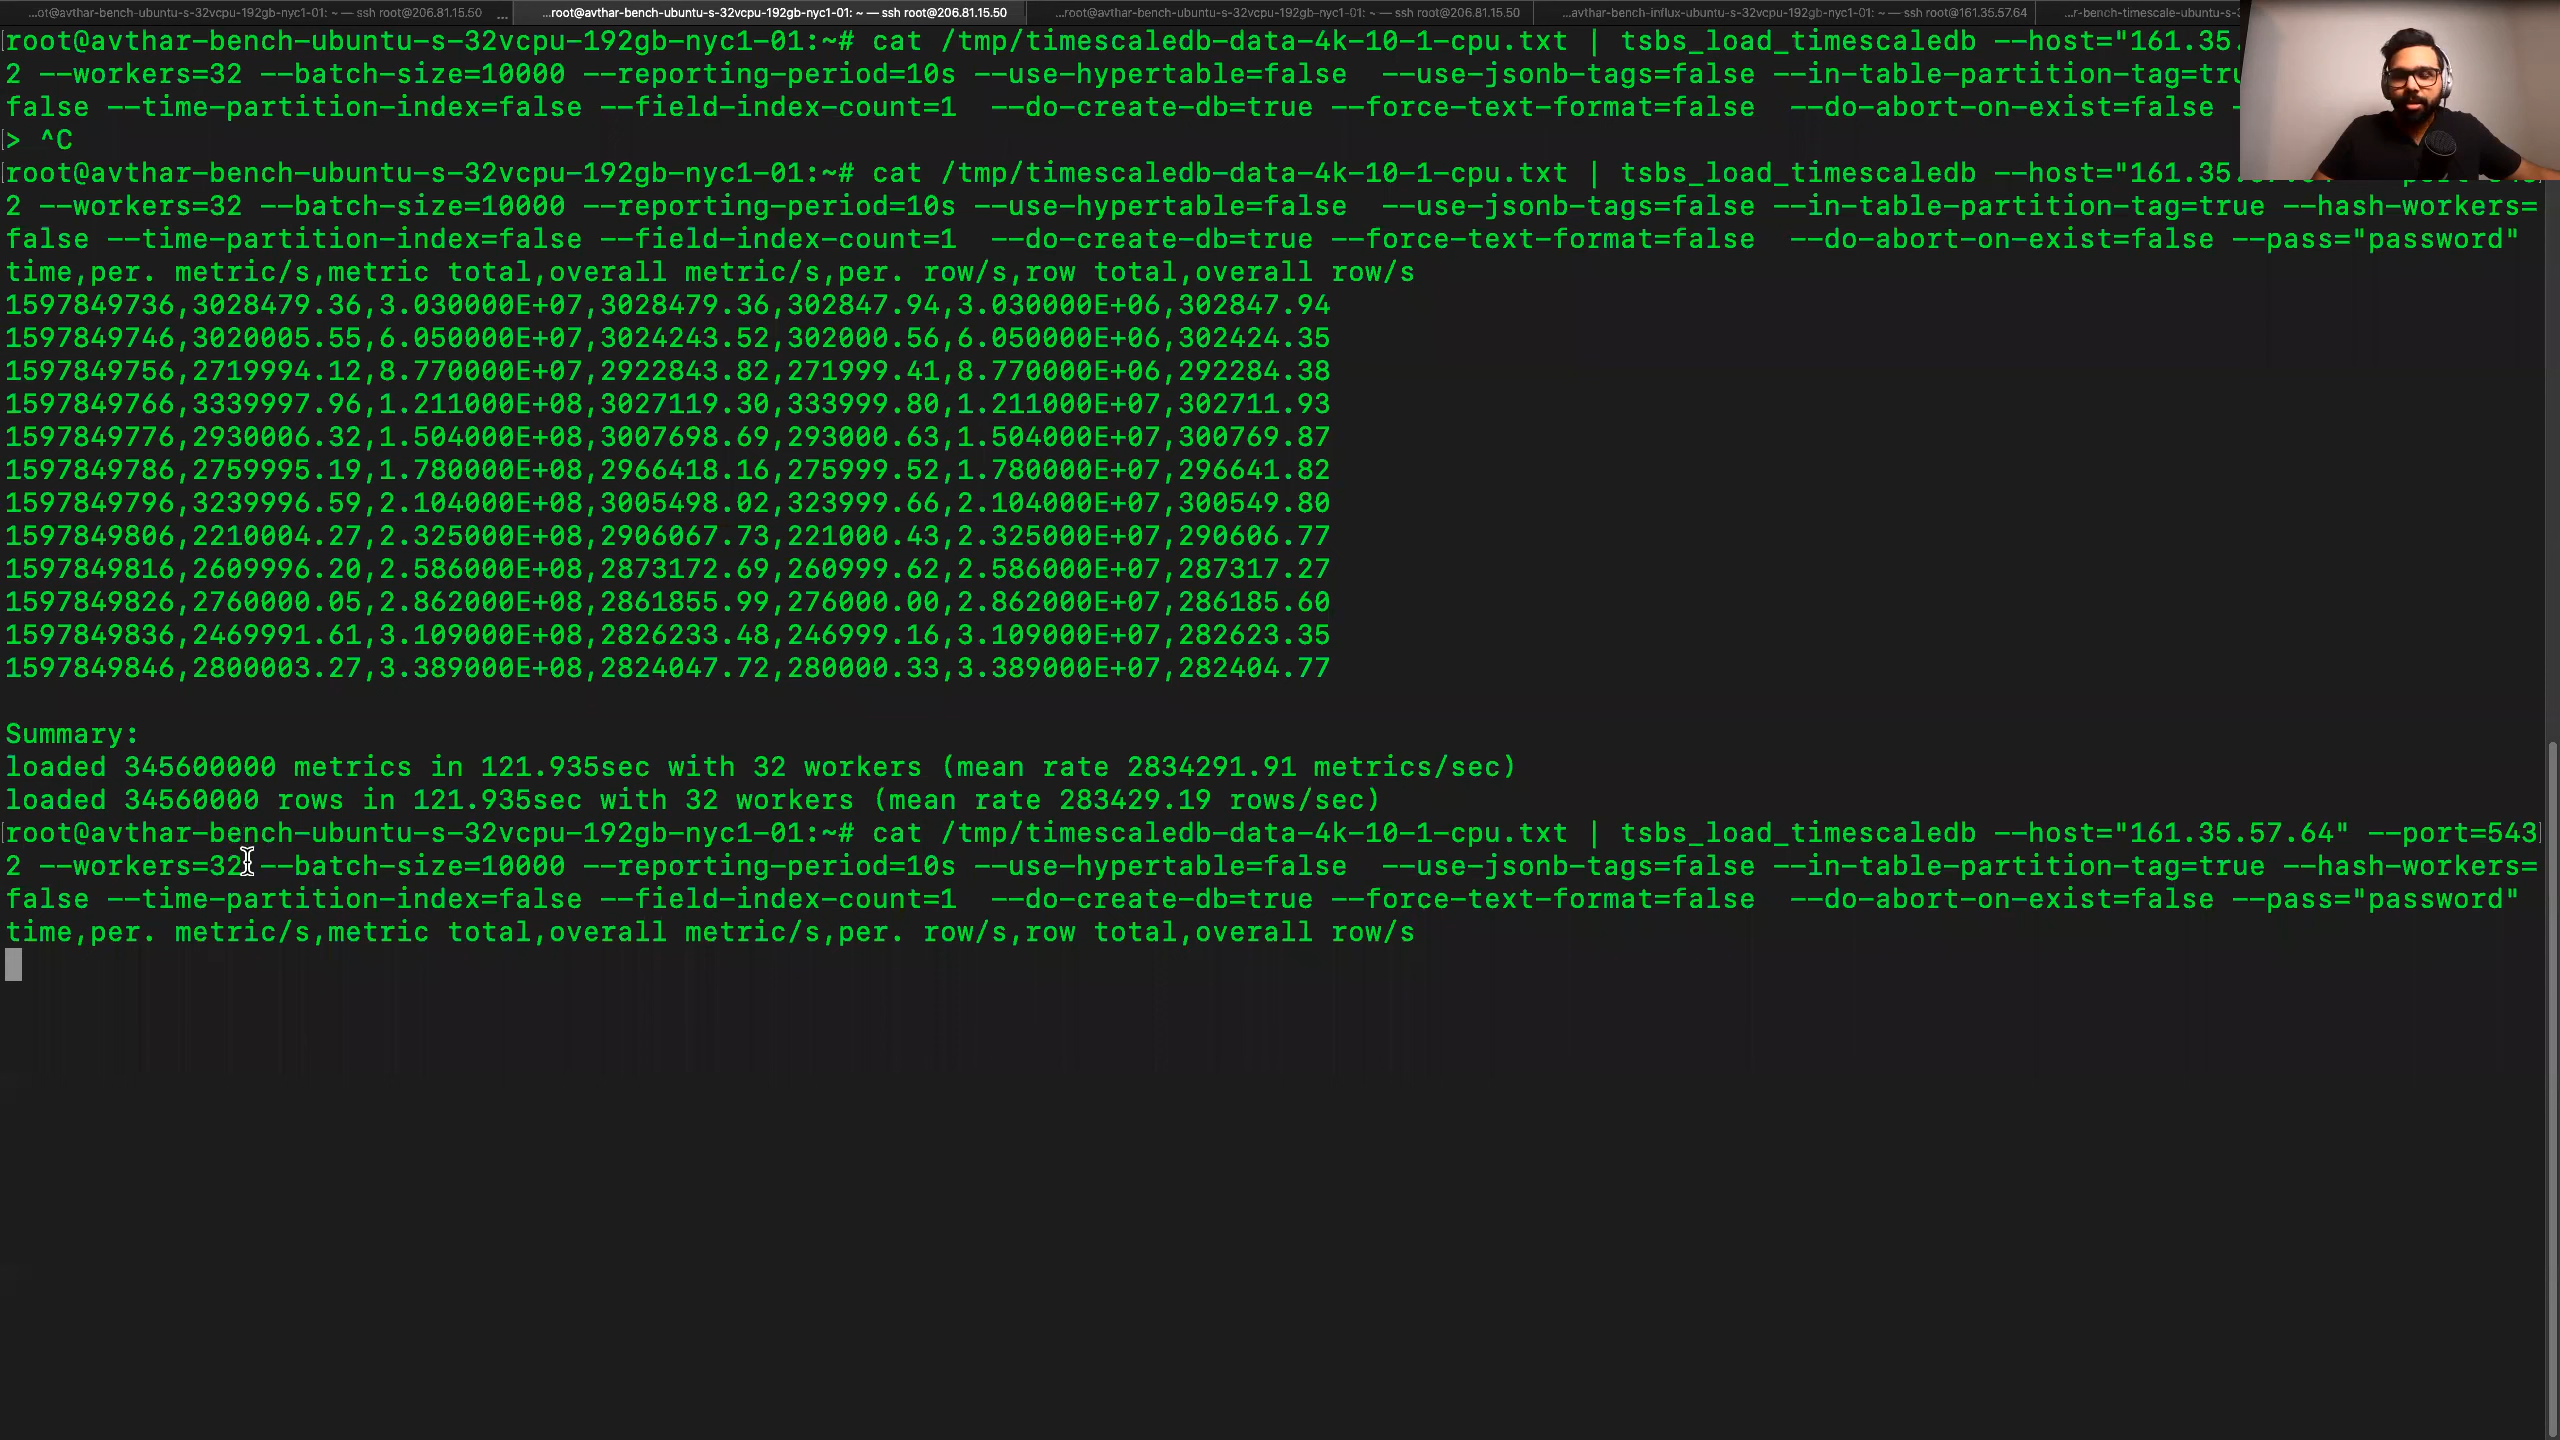 ...ot@avthar-bench-ubuntu-s-32vcpu-192gb-nyc1-01: ~ — ssh root@206.81.15.50 ... ...root@avthar-bench-ubuntu-s-32vcpu-192gb-nyc1-01: ~ — ssh root@206.81.15.50 ...root@avthar-bench-ubuntu-s-32vcpu-192gb-nyc1-01: ~ — ssh root@206.81.15.50 ...avthar-bench-influx-ubuntu-s-32vcpu-192gb-nyc1-01: ~ — ssh root@161.35.57.64 ...r-bench-timescale-ubuntu-s-
root@avthar-bench-ubuntu-s-32vcpu-192gb-nyc1-01:~# cat /tmp/timescaledb-data-4k-10-1-cpu.txt | tsbs_load_timescaledb --host="161.35.
2 --workers=32 --batch-size=10000 --reporting-period=10s --use-hypertable=false  --use-jsonb-tags=false --in-table-partition-tag=tru
false --time-partition-index=false --field-index-count=1  --do-create-db=true --force-text-format=false  --do-abort-on-exist=false -
> ^C
root@avthar-bench-ubuntu-s-32vcpu-192gb-nyc1-01:~# cat /tmp/timescaledb-data-4k-10-1-cpu.txt | tsbs_load_timescaledb --host="161.35.
2 --workers=32 --batch-size=10000 --reporting-period=10s --use-hypertable=false  --use-jsonb-tags=false --in-table-partition-tag=true --hash-workers=
false --time-partition-index=false --field-index-count=1  --do-create-db=true --force-text-format=false  --do-abort-on-exist=false --pass="password"
time,per. metric/s,metric total,overall metric/s,per. row/s,row total,overall row/s
1597849736,3028479.36,3.030000E+07,3028479.36,302847.94,3.030000E+06,302847.94
1597849746,3020005.55,6.050000E+07,3024243.52,302000.56,6.050000E+06,302424.35
1597849756,2719994.12,8.770000E+07,2922843.82,271999.41,8.770000E+06,292284.38
1597849766,3339997.96,1.211000E+08,3027119.30,333999.80,1.211000E+07,302711.93
1597849776,2930006.32,1.504000E+08,3007698.69,293000.63,1.504000E+07,300769.87
1597849786,2759995.19,1.780000E+08,2966418.16,275999.52,1.780000E+07,296641.82
1597849796,3239996.59,2.104000E+08,3005498.02,323999.66,2.104000E+07,300549.80
1597849806,2210004.27,2.325000E+08,2906067.73,221000.43,2.325000E+07,290606.77
1597849816,2609996.20,2.586000E+08,2873172.69,260999.62,2.586000E+07,287317.27
1597849826,2760000.05,2.862000E+08,2861855.99,276000.00,2.862000E+07,286185.60
1597849836,2469991.61,3.109000E+08,2826233.48,246999.16,3.109000E+07,282623.35
1597849846,2800003.27,3.389000E+08,2824047.72,280000.33,3.389000E+07,282404.77
Summary:
loaded 345600000 metrics in 121.935sec with 32 workers (mean rate 2834291.91 metrics/sec)
loaded 34560000 rows in 121.935sec with 32 workers (mean rate 283429.19 rows/sec)
root@avthar-bench-ubuntu-s-32vcpu-192gb-nyc1-01:~# cat /tmp/timescaledb-data-4k-10-1-cpu.txt | tsbs_load_timescaledb --host="161.35.57.64" --port=543
2 --workers=32 --batch-size=10000 --reporting-period=10s --use-hypertable=false  --use-jsonb-tags=false --in-table-partition-tag=true --hash-workers=
false --time-partition-index=false --field-index-count=1  --do-create-db=true --force-text-format=false  --do-abort-on-exist=false --pass="password"
time,per. metric/s,metric total,overall metric/s,per. row/s,row total,overall row/s